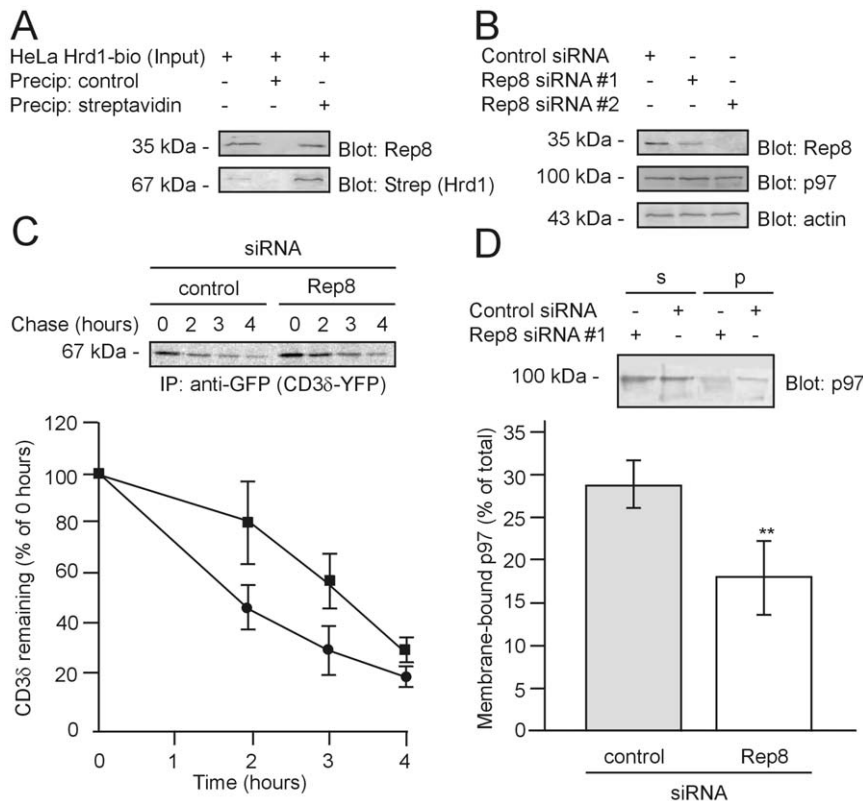 A
HeLa Hrd1-bio (Input) + + +
Precip: control - + -
Precip: streptavidin - - +
35 kDa - Blot: Rep8
67 kDa - Blot: Strep (Hrd1)
B
Control siRNA + - -
Rep8 siRNA #1 - + -
Rep8 siRNA #2 - - +
35 kDa - Blot: Rep8
100 kDa - Blot: p97
43 kDa - Blot: actin
C
siRNA
control Rep8
Chase (hours) 0 2 3 4 0 2 3 4
67 kDa -
IP: anti-GFP (CD3δ-YFP)
CD3δ remaining (% of 0 hours)
120
100
80
60
40
20
0
0 1 2 3 4
Time (hours)
D
s p
Control siRNA - + - +
Rep8 siRNA #1 + - + -
100 kDa - Blot: p97
Membrane-bound p97 (% of total)
35
30
25
20
15
10
5
0
**
control Rep8
siRNA